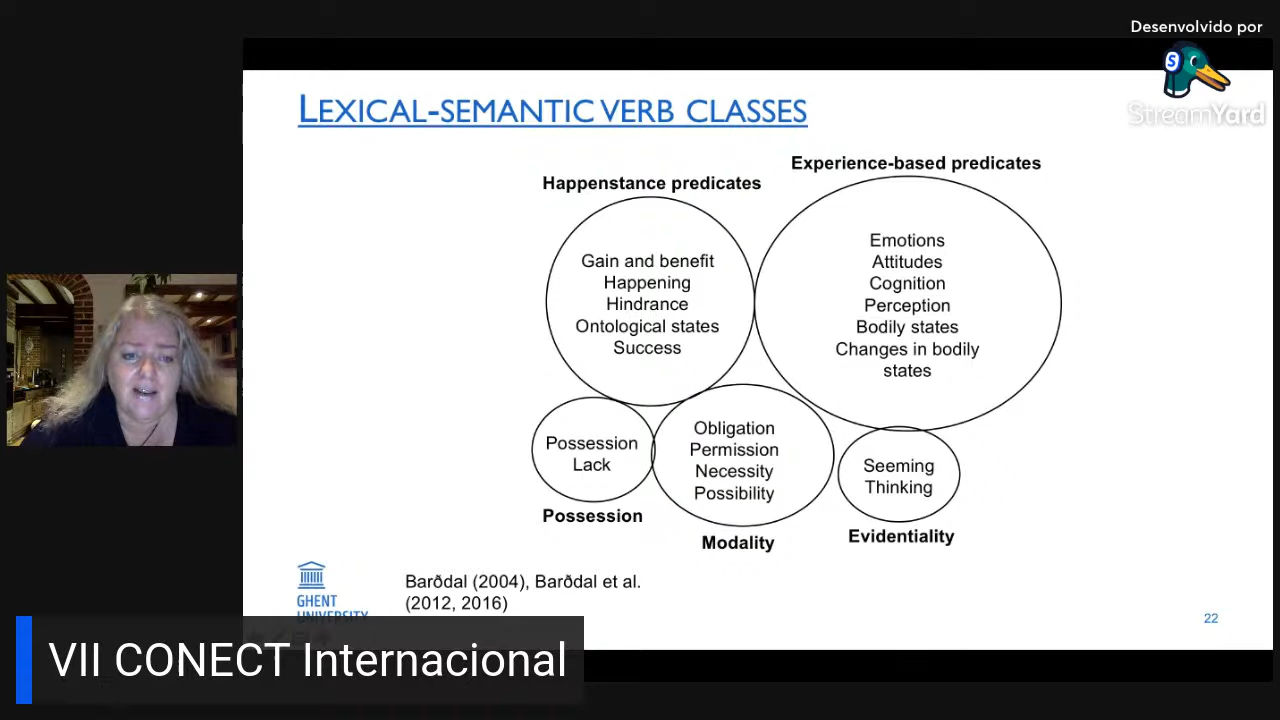 Desenvolvido por
S
StreamYard
LEXICAL-SEMANTIC VERB CLASSES
Experience-based predicates
Happenstance predicates
Gain and benefit
Happening
Hindrance
Ontological states
Success
Emotions
Attitudes
Cognition
Perception
Bodily states
Changes in bodily
states
Possession
Lack
Obligation
Permission
Necessity
Possibility
Seeming
Thinking
Possession
Modality
Evidentiality
Barðdal (2004), Barðdal et al.
(2012, 2016)
GHENT
UNIVERSITY
22
VII CONECT Internacional